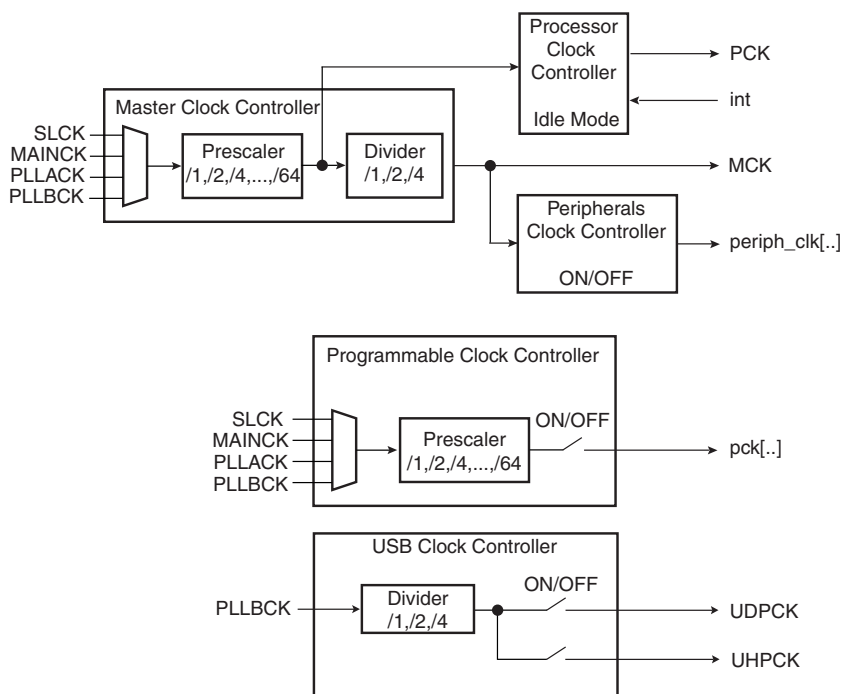 Processor
Clock
Controller
Idle Mode
PCK
int
Master Clock Controller
SLCK
MAINCK
PLLACK
PLLBCK
Prescaler
/1,/2,/4,...,/64
Divider
/1,/2,/4
MCK
Peripherals
Clock Controller
ON/OFF
periph_clk[..]
Programmable Clock Controller
SLCK
MAINCK
PLLACK
PLLBCK
Prescaler
/1,/2,/4,...,/64
ON/OFF
pck[..]
USB Clock Controller
PLLBCK
Divider
/1,/2,/4
ON/OFF
UDPCK
UHPCK